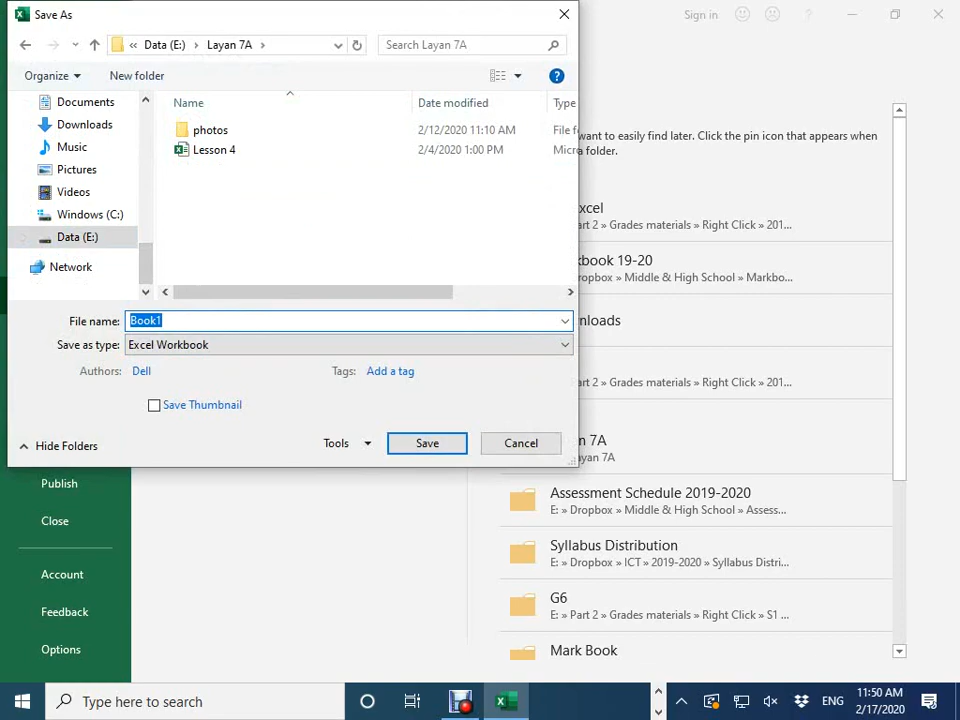 Save As
Sign in
?
Data (E:)
Layan 7A
Search Layan 7A
Organize
New folder
?
Documents
Downloads
Music
Pictures
Videos
Windows (C:)
Data (E:)
Network
Name
Date modified
Type
photos
2/12/2020 11:10 AM
File f
Lesson 4
2/4/2020 1:00 PM
Micro
File name:
Book1
Save as type:
Excel Workbook
Authors:
Dell
Tags:
Add a tag
Save Thumbnail
Hide Folders
Tools
Save
Cancel
want to easily find later. Click the pin icon that appears when
a folder.
xcel
art 2 » Grades materials » Right Click » 201...
kbook 19-20
ropbox » Middle & High School » Markbo...
nloads
art 2 » Grades materials » Right Click » 201...
n 7A
ayan 7A
Assessment Schedule 2019-2020
E: » Dropbox » Middle & High School » Assess...
Syllabus Distribution
E: » Dropbox » ICT » 2019-2020 » Syllabus Distri...
G6
E: » Part 2 » Grades materials » Right Click » S1 ...
Mark Book
Publish
Close
Account
Feedback
Options
Type here to search
ENG
11:50 AM
2/17/2020